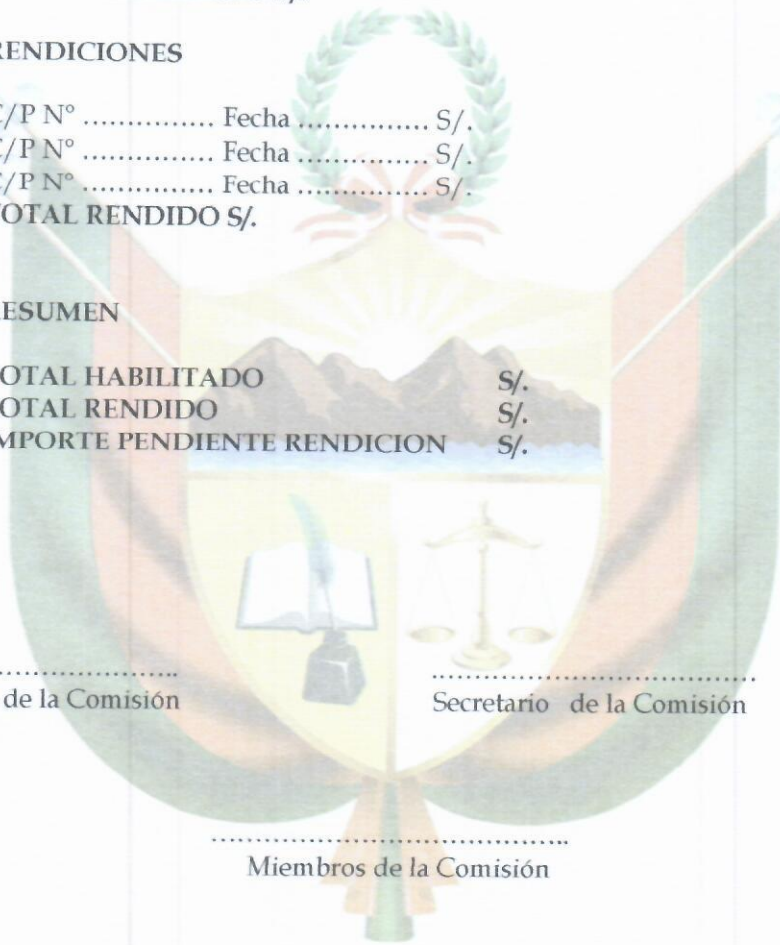 RENDICIONES
C/P N° ............... Fecha ............... S/.
C/P N° ............... Fecha ............... S/.
C/P N° ............... Fecha ............... S/.
TOTAL RENDIDO S/.
RESUMEN
TOTAL HABILITADO S/.
TOTAL RENDIDO S/.
IMPORTE PENDIENTE RENDICION S/.
de la Comisión
Secretario de la Comisión
Miembros de la Comisión